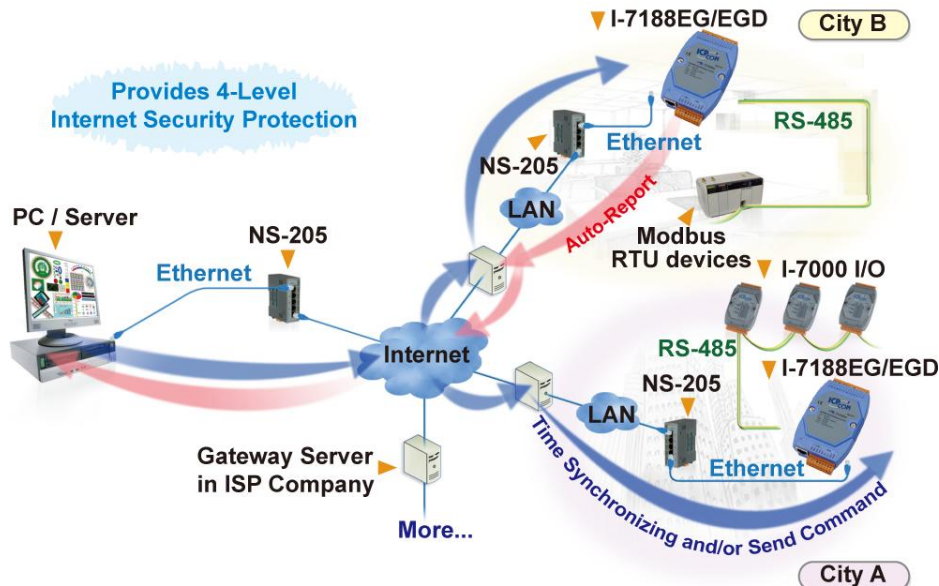 I-7188EG/EGD
City B
Provides 4-Level
Internet Security Protection
RS-485
Ethernet
NS-205
LAN
Auto-Report
Modbus
RTU devices
PC / Server
NS-205
Ethernet
I-7000 I/O
Internet
RS-485
I-7188EG/EGD
NS-205
LAN
Ethernet
Gateway Server
in ISP Company
Time Synchronizing and/or Send Command
More...
City A